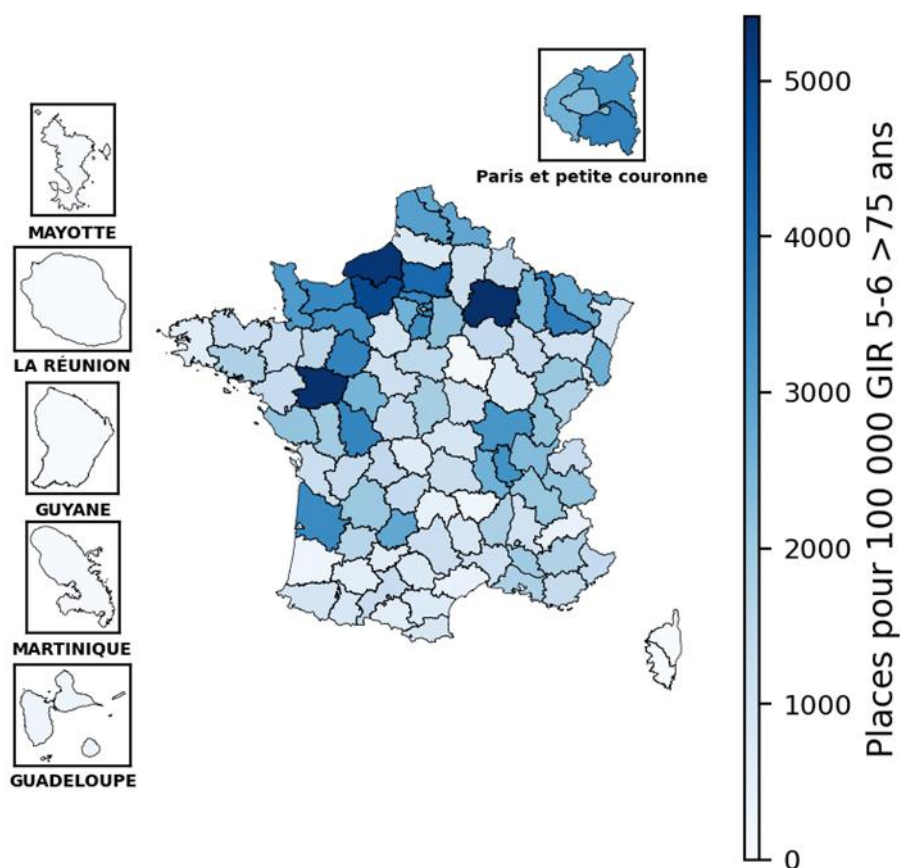 Paris et petite couronne
MAYOTTE
LA RÉUNION
GUYANE
MARTINIQUE
GUADELOUPE
5000
4000
3000
2000
1000
0
Places pour 100 000 GIR 5-6 >75 ans